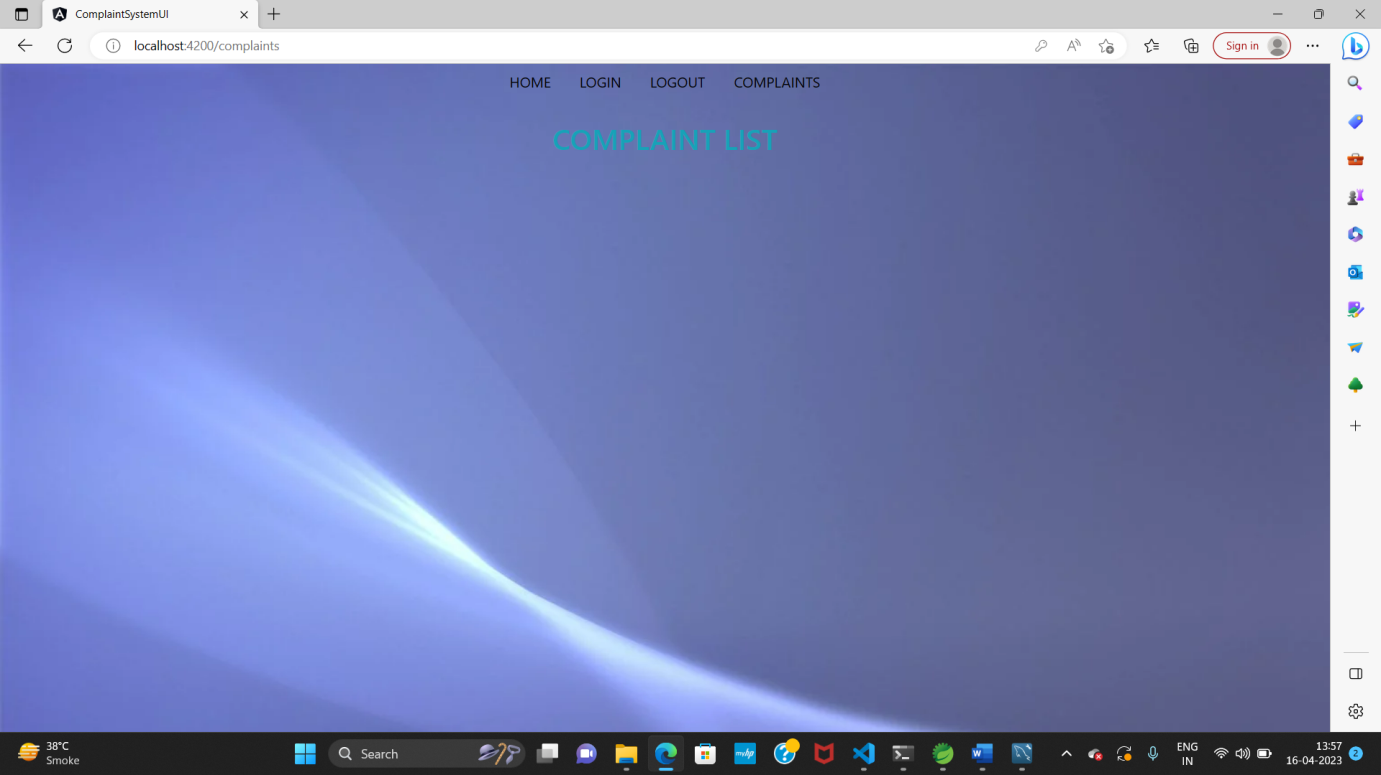 ComplaintSystemUI
localhost:4200/complaints
Sign in
HOME LOGIN LOGOUT COMPLAINTS
COMPLAINT LIST
38°C
Smoke
Search
myhp
ENG
IN
13:57
16-04-2023
2